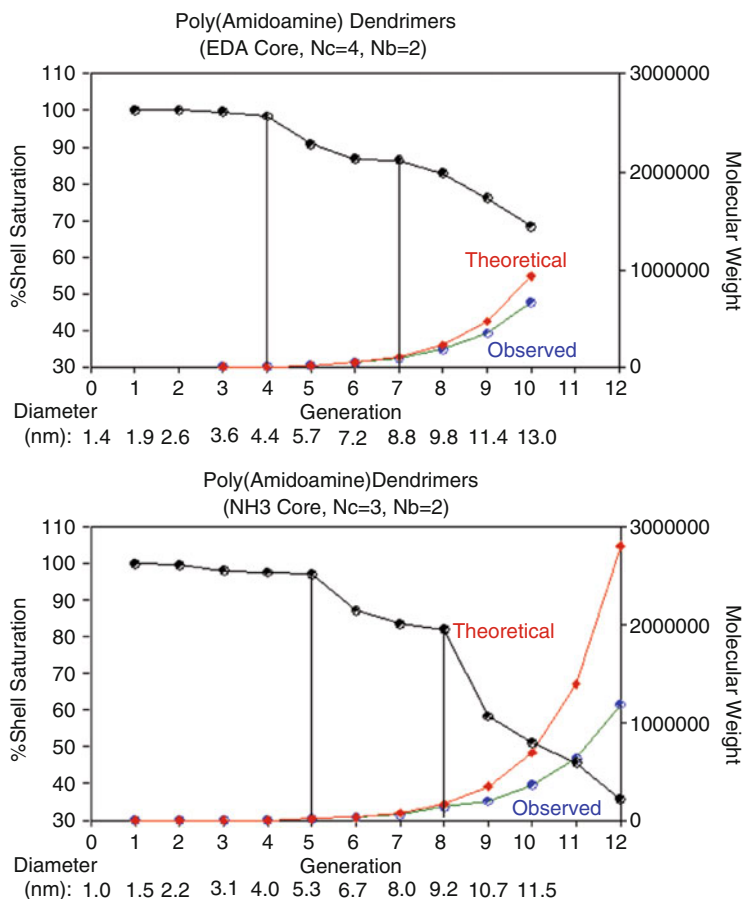 Poly(Amidoamine) Dendrimers
(EDA Core, Nc=4, Nb=2)
110
100
90
80
70
60
50
40
30
%Shell Saturation
3000000
2000000
1000000
0
Molecular Weight
Theoretical
Observed
0 1 2 3 4 5 6 7 8 9 10 11 12
Diameter Generation
(nm): 1.4 1.9 2.6 3.6 4.4 5.7 7.2 8.8 9.8 11.4 13.0
Poly(Amidoamine)Dendrimers
(NH3 Core, Nc=3, Nb=2)
110
100
90
80
70
60
50
40
30
%Shell Saturation
3000000
2000000
1000000
0
Molecular Weight
Theoretical
Observed
0 1 2 3 4 5 6 7 8 9 10 11 12
Diameter Generation
(nm): 1.0 1.5 2.2 3.1 4.0 5.3 6.7 8.0 9.2 10.7 11.5